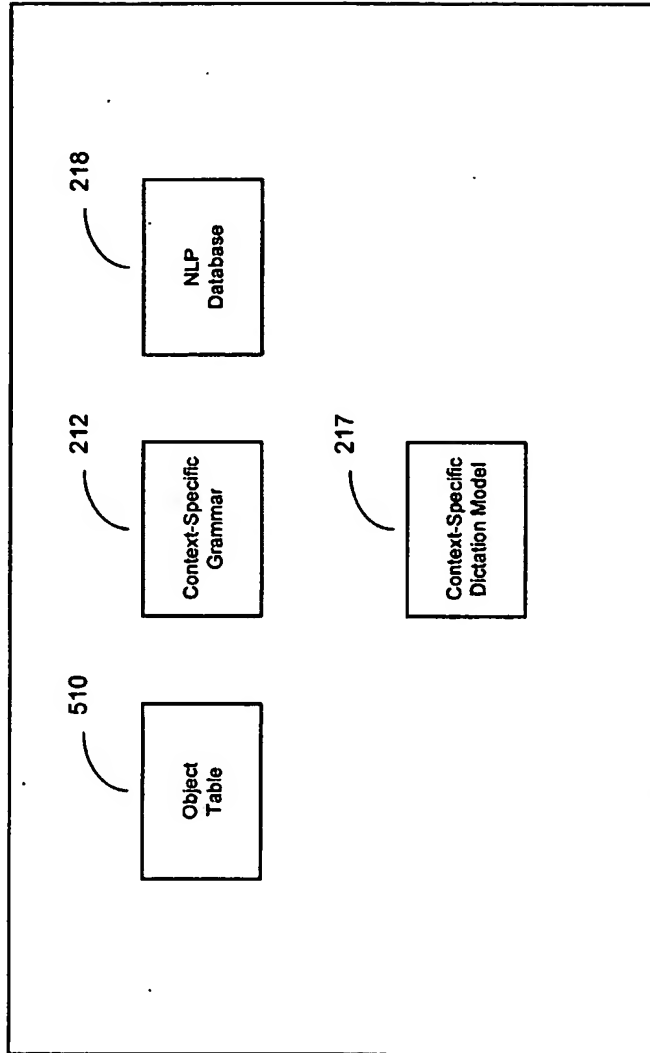 510
Object
Table
212
Context-Specific
Grammar
218
NLP
Database
217
Context-Specific
Dictation Model